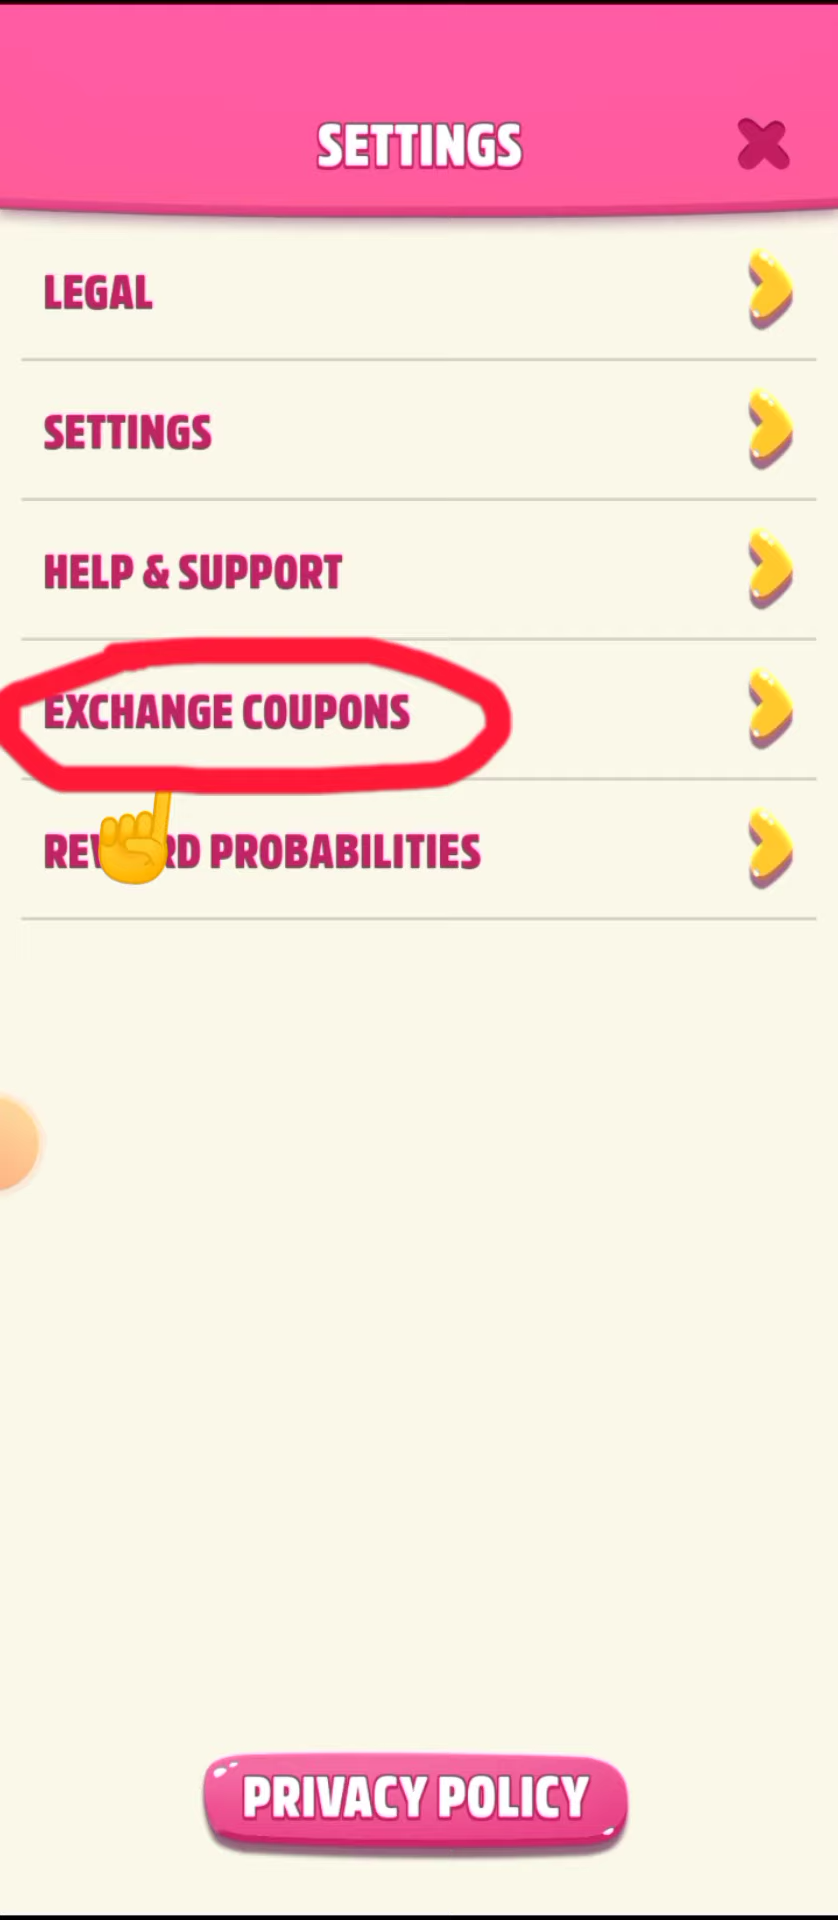 SETTINGS
LEGAL
SETTINGS
HELP & SUPPORT
EXCHANGE COUPONS
PROBABILITIES
PRIVACY POLICY